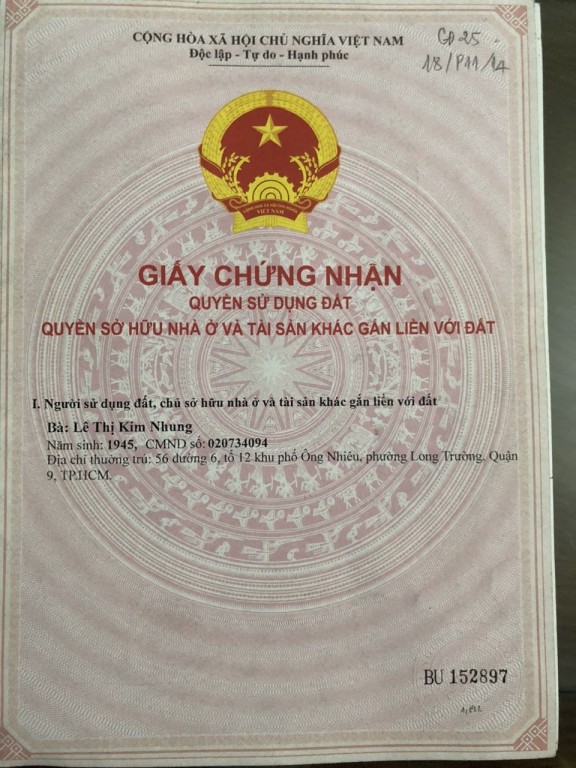 CỘNG HÒA XÃ HỘI CHỦ NGHĨA VIỆT NAM
Độc lập - Tự do - Hạnh phúc
VIỆT NAM
GIẤY CHỨNG NHẬN
QUYỀN SỬ DỤNG ĐẤT
QUYỀN SỞ HỮU NHÀ Ở VÀ TÀI SẢN KHÁC GẮN LIỀN VỚI ĐẤT
I. Người sử dụng đất, chủ sở hữu nhà ở và tài sản khác gắn liền với đất
Bà: Lê Thị Kim Nhung
Năm sinh: 1945, CMND số: 020734094
Địa chỉ thường trú: 56 đường 6, tổ 12 khu phố Ông Nhiêu, phường Long Trường, Quận
9, TP.HCM.
BU 152897